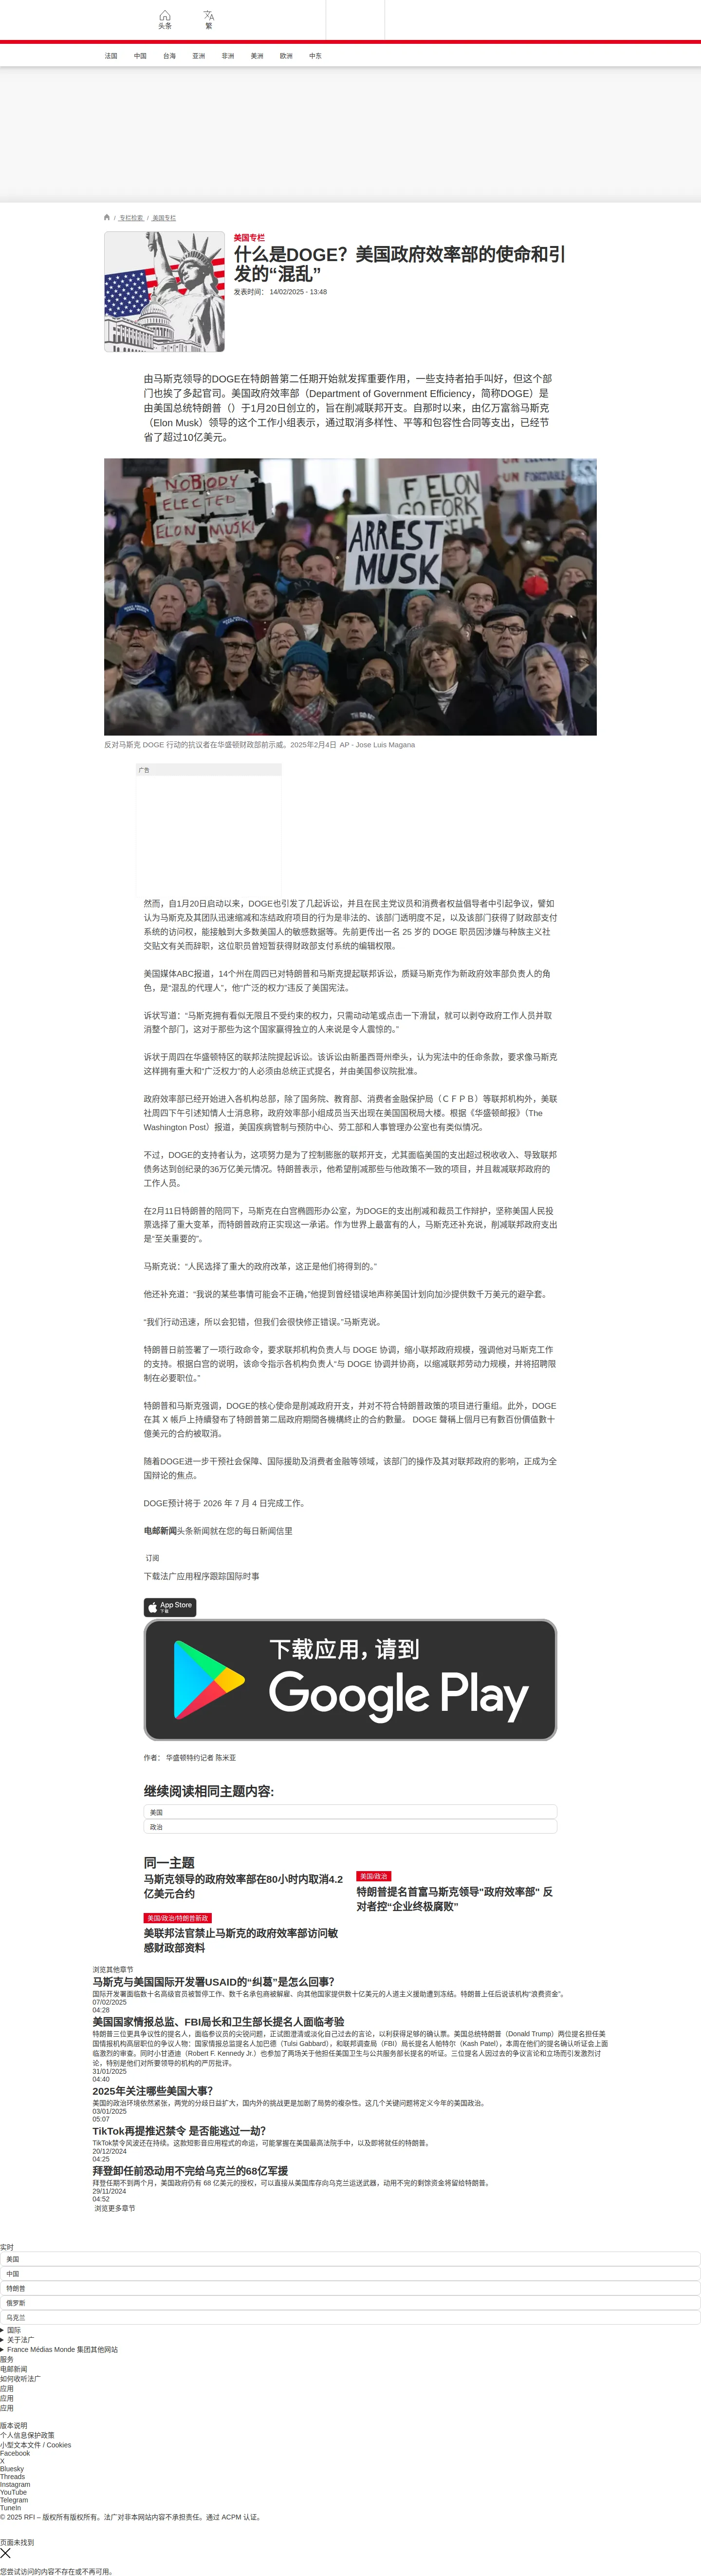 头条
繁
法国 中国 台海 亚洲 非洲 美洲 欧洲 中东
/ 专栏检索 / 美国专栏
美国专栏
什么是DOGE？美国政府效率部的使命和引
发的“混乱”
发表时间： 14/02/2025 - 13:48
由马斯克领导的DOGE在特朗普第二任期开始就发挥重要作用，一些支持者拍手叫好，但这个部
门也挨了多起官司。美国政府效率部（Department of Government Efficiency，简称DOGE）是
由美国总统特朗普（）于1月20日创立的，旨在削减联邦开支。自那时以来，由亿万富翁马斯克
（Elon Musk）领导的这个工作小组表示，通过取消多样性、平等和包容性合同等支出，已经节
省了超过10亿美元。
NOBODY
ELECTED
ELON MUSK
FELON
ARREST
MUSK
反对马斯克 DOGE 行动的抗议者在华盛顿财政部前示威。2025年2月4日 AP - Jose Luis Magana
广告
然而，自1月20日启动以来，DOGE也引发了几起诉讼，并且在民主党议员和消费者权益倡导者中引起争议，譬如
认为马斯克及其团队迅速缩减和冻结政府项目的行为是非法的、该部门透明度不足，以及该部门获得了财政部支付
系统的访问权，能接触到大多数美国人的敏感数据等。先前更传出一名 25 岁的 DOGE 职员因涉嫌与种族主义社
交贴文有关而辞职，这位职员曾短暂获得财政部支付系统的编辑权限。
美国媒体ABC报道，14个州在周四已对特朗普和马斯克提起联邦诉讼，质疑马斯克作为新政府效率部负责人的角
色，是“混乱的代理人”，他“广泛的权力”违反了美国宪法。
诉状写道：“马斯克拥有看似无限且不受约束的权力，只需动动笔或点击一下滑鼠，就可以剥夺政府工作人员并取
消整个部门，这对于那些为这个国家赢得独立的人来说是令人震惊的。”
诉状于周四在华盛顿特区的联邦法院提起诉讼。该诉讼由新墨西哥州牵头，认为宪法中的任命条款，要求像马斯克
这样拥有重大和“广泛权力”的人必须由总统正式提名，并由美国参议院批准。
政府效率部已经开始进入各机构总部，除了国务院、教育部、消费者金融保护局（ＣＦＰＢ）等联邦机构外，美联
社周四下午引述知情人士消息称，政府效率部小组成员当天出现在美国国税局大楼。根据《华盛顿邮报》（The
Washington Post）报道，美国疾病管制与预防中心、劳工部和人事管理办公室也有类似情况。
不过，DOGE的支持者认为，这项努力是为了控制膨胀的联邦开支，尤其面临美国的支出超过税收收入、导致联邦
债务达到创纪录的36万亿美元情况。特朗普表示，他希望削减那些与他政策不一致的项目，并且裁减联邦政府的
工作人员。
在2月11日特朗普的陪同下，马斯克在白宫椭圆形办公室，为DOGE的支出削减和裁员工作辩护，坚称美国人民投
票选择了重大变革，而特朗普政府正实现这一承诺。作为世界上最富有的人，马斯克还补充说，削减联邦政府支出
是“至关重要的”。
马斯克说：“人民选择了重大的政府改革，这正是他们将得到的。”
他还补充道：“我说的某些事情可能会不正确，”他提到曾经错误地声称美国计划向加沙提供数千万美元的避孕套。
“我们行动迅速，所以会犯错，但我们会很快修正错误。”马斯克说。
特朗普日前签署了一项行政命令，要求联邦机构负责人与 DOGE 协调，缩小联邦政府规模，强调他对马斯克工作
的支持。根据白宫的说明，该命令指示各机构负责人“与 DOGE 协调并协商，以缩减联邦劳动力规模，并将招聘限
制在必要职位。”
特朗普和马斯克强调，DOGE的核心使命是削减政府开支，并对不符合特朗普政策的项目进行重组。此外，DOGE
在其 X 帳戶上持續發布了特朗普第二屆政府期間各機構終止的合約數量。 DOGE 聲稱上個月已有數百份價值數十
億美元的合約被取消。
随着DOGE进一步干预社会保障、国际援助及消费者金融等领域，该部门的操作及其对联邦政府的影响，正成为全
国辩论的焦点。
DOGE预计将于 2026 年 7 月 4 日完成工作。
电邮新闻头条新闻就在您的每日新闻信里
订阅
下载法广应用程序跟踪国际时事
App Store
下载
下载应用，请到
Google Play
作者： 华盛顿特约记者 陈米亚
继续阅读相同主题内容:
美国
政治
同一主题
马斯克领导的政府效率部在80小时内取消4.2
亿美元合约
美国/政治
特朗普提名首富马斯克领导"政府效率部" 反
对者控“企业终极腐败”
美国/政治/特朗普新政
美联邦法官禁止马斯克的政府效率部访问敏
感财政部资料
浏览其他章节
马斯克与美国国际开发署USAID的“纠葛”是怎么回事？
国际开发署面临数十名高级官员被暂停工作、数千名承包商被解雇、向其他国家提供数十亿美元的人道主义援助遭到冻结。特朗普上任后说该机构“浪费资金”。
07/02/2025
04:28
美国国家情报总监、FBI局长和卫生部长提名人面临考验
特朗普三位更具争议性的提名人，面临参议员的尖锐问题，正试图澄清或淡化自己过去的言论，以利获得足够的确认票。美国总统特朗普（Donald Trump）两位提名担任美
国情报机构高层职位的争议人物：国家情报总监提名人加巴德（Tulsi Gabbard），和联邦调查局（FBI）局长提名人帕特尔（Kash Patel），本周在他们的提名确认听证会上面
临激烈的审查。同时小甘迺迪（Robert F. Kennedy Jr.）也参加了两场关于他担任美国卫生与公共服务部长提名的听证。三位提名人因过去的争议言论和立场而引发激烈讨
论，特别是他们对所要领导的机构的严厉批评。
31/01/2025
04:40
2025年关注哪些美国大事?
美国的政治环境依然紧张，两党的分歧日益扩大，国内外的挑战更是加剧了局势的複杂性。这几个关键问题将定义今年的美国政治。
03/01/2025
05:07
TikTok再提推迟禁令 是否能逃过一劫？
TikTok禁令风波还在持续。这款短影音应用程式的命运，可能掌握在美国最高法院手中，以及即将就任的特朗普。
20/12/2024
04:25
拜登卸任前恐动用不完给乌克兰的68亿军援
拜登任期不到两个月，美国政府仍有 68 亿美元的授权，可以直接从美国库存向乌克兰运送武器，动用不完的剩馀资金将留给特朗普。
29/11/2024
04:52
浏览更多章节
实时
美国
中国
特朗普
俄罗斯
乌克兰
国际
关于法广
France Médias Monde 集团其他网站
服务
电邮新闻
如何收听法广
应用
应用
应用
版本说明
个人信息保护政策
小型文本文件 / Cookies
Facebook
X
Bluesky
Threads
Instagram
YouTube
Telegram
TuneIn
© 2025 RFI – 版权所有版权所有。法广对非本网站内容不承担责任。通过 ACPM 认证。
页面未找到
您尝试访问的内容不存在或不再可用。